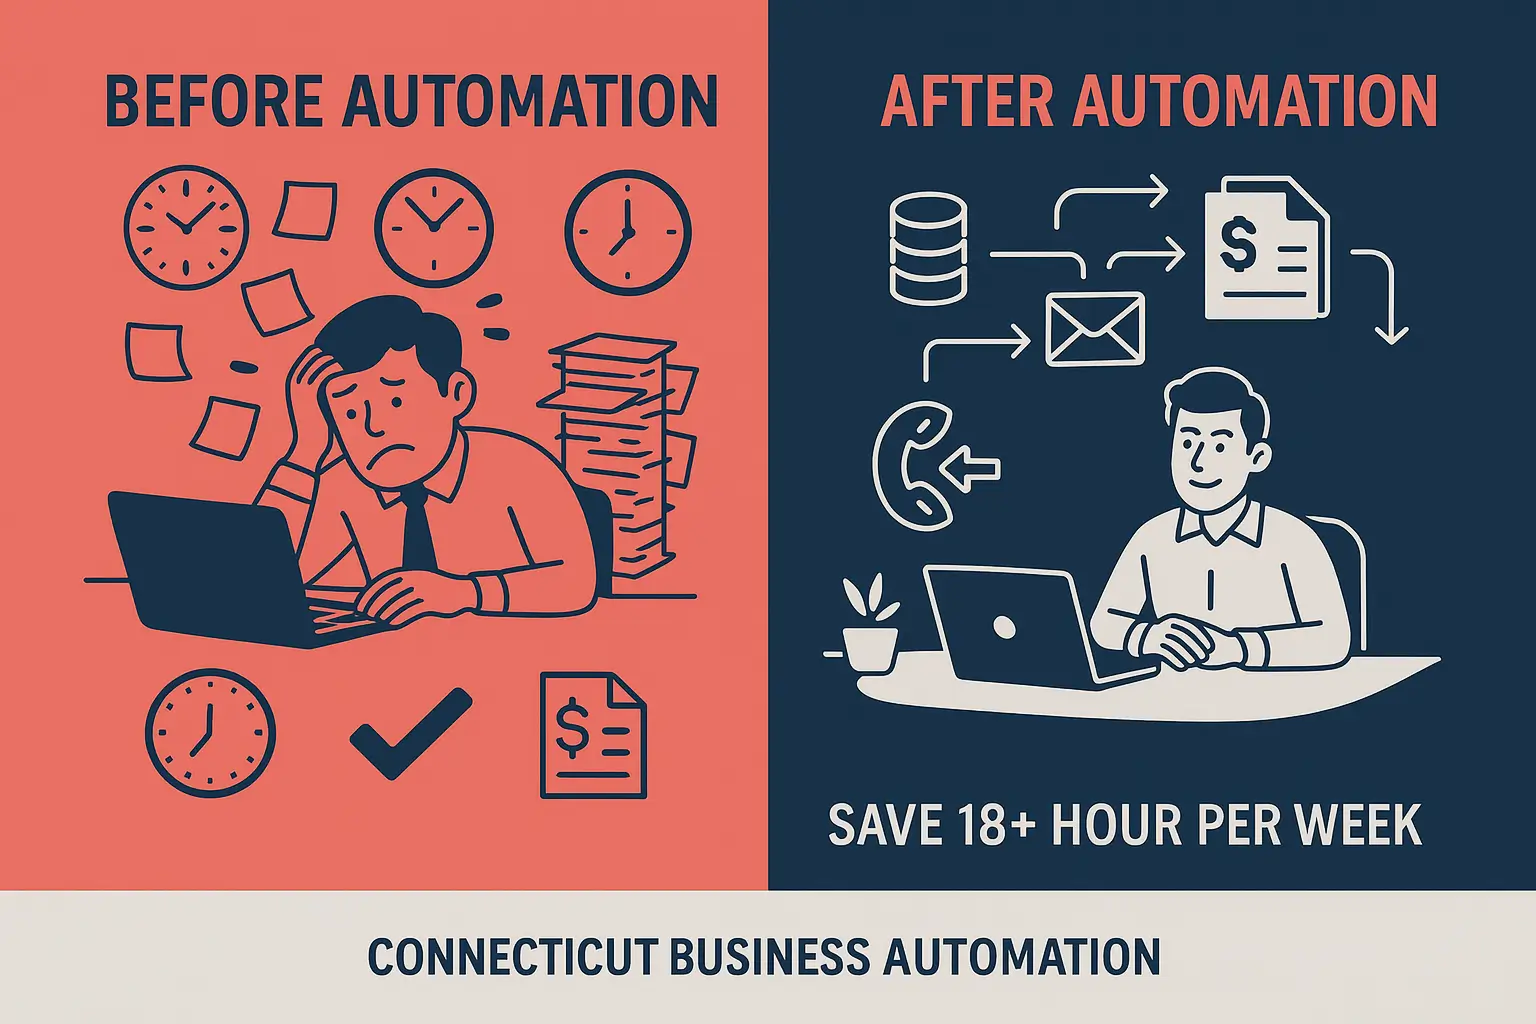 BEFORE AUTOMATION
AFTER AUTOMATION
$
$
SAVE 18+ HOUR PER WEEK
CONNECTICUT BUSINESS AUTOMATION